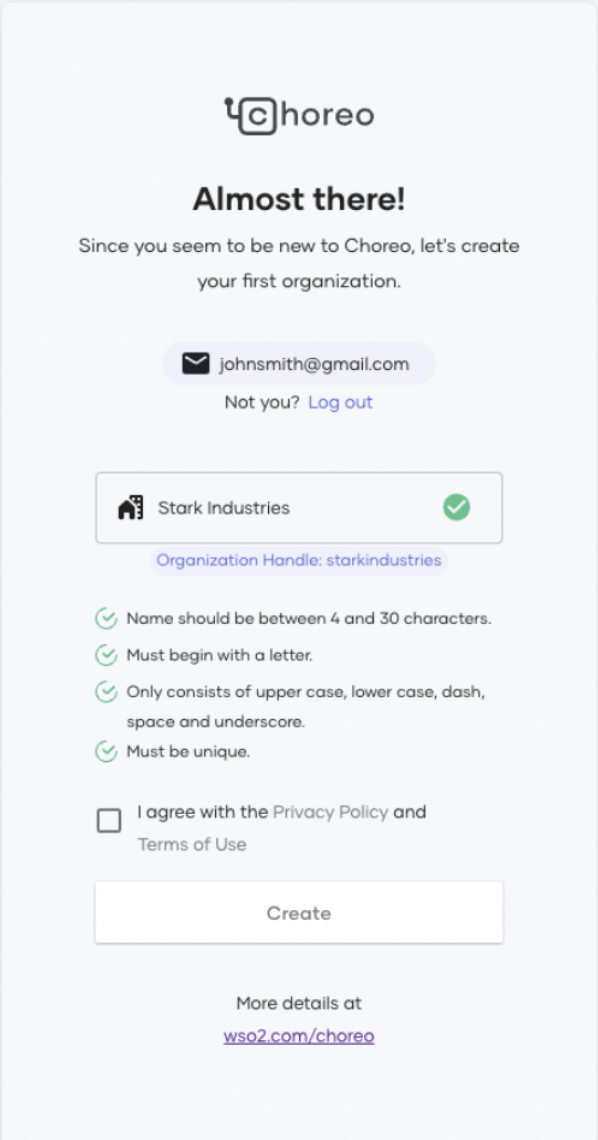 choreo
Almost there!
Since you seem to be new to Choreo, let's create
your first organization.
johnsmith@gmail.com
Not you? Log out
Stark Industries
Organization Handle: starkindustries
Name should be between 4 and 30 characters.
Must begin with a letter.
Only consists of upper case, lower case, dash,
space and underscore.
Must be unique.
I agree with the Privacy Policy and
Terms of Use
Create
More details at
wso2.com/choreo